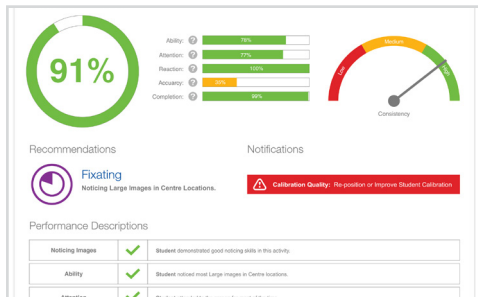 91%
Ability: ? 78%
Attention: ? 77%
Reaction: ? 100%
Accuracy: ?
Completion: ? 99%
Low
Medium
High
Consistency
Recommendations
Notifications
Fixating
Noticing Large Images in Centre Locations.
Calibration Quality: Re-position or Improve Student Calibration
Performance Descriptions
Noticing Images
Student demonstrated good noticing skills in this activity.
Ability
Student noticed most Large images in Centre locations.